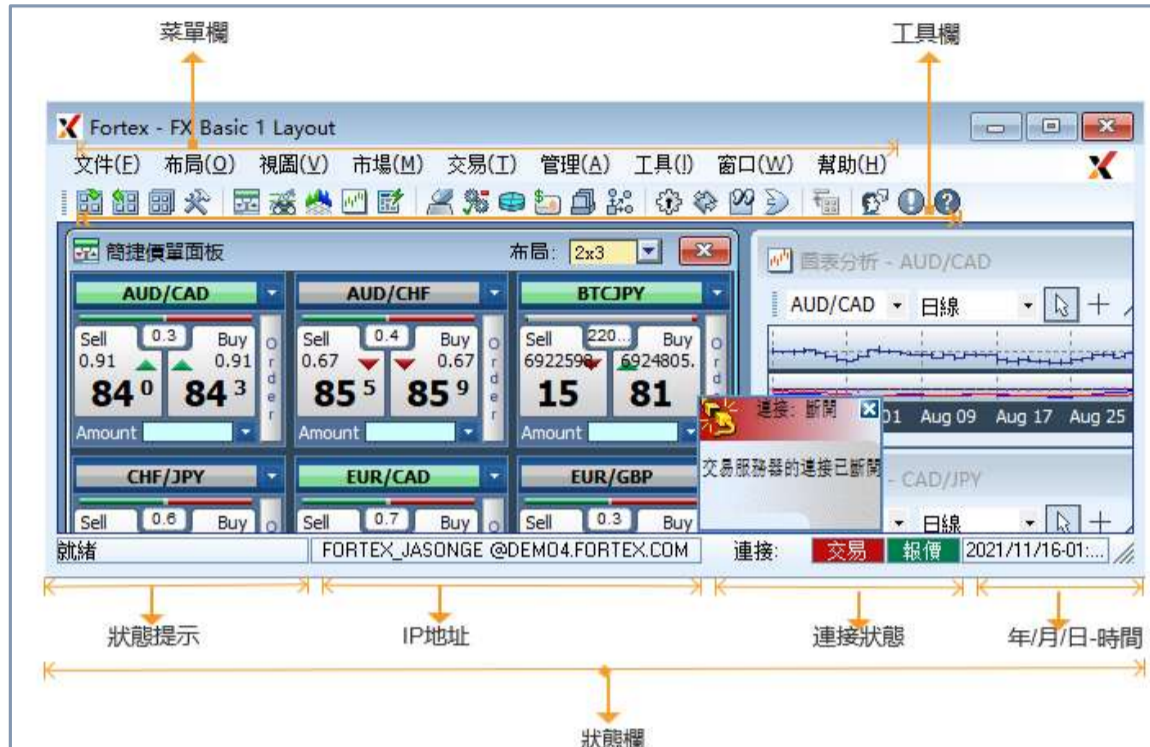 菜單欄 工具欄
Fortex - FX Basic 1 Layout
文件(F) 布局(O) 視圖(V) 市場(M) 交易(T) 管理(A) 工具(I) 窗口(W) 幫助(H)
簡捷價單面板 布局: 2x3
圖表分析 - AUD/CAD
AUD/CAD AUD/CHF BTCJPY
AUD/CAD 日線
Sell 0.3 Buy Sell 0.4 Buy Sell 220... Buy
0.91 0.91 0.67 0.67 6922598. 6924805.
84 0 84 3 85 5 85 9 15 81
Order Order Order
Amount Amount Amount
連接: 斷開
01 Aug 09 Aug 17 Aug 25
交易服務器的連接已斷開
- CAD/JPY
CHF/JPY EUR/CAD EUR/GBP
Sell 0.6 Buy Sell 0.7 Buy Sell 0.3 Buy
日線
就緒 FORTEX_JASONGE @DEMO4.FORTEX.COM 連接: 交易 報價 2021/11/16-01:...
狀態提示 IP地址 連接狀態 年/月/日-時間
狀態欄